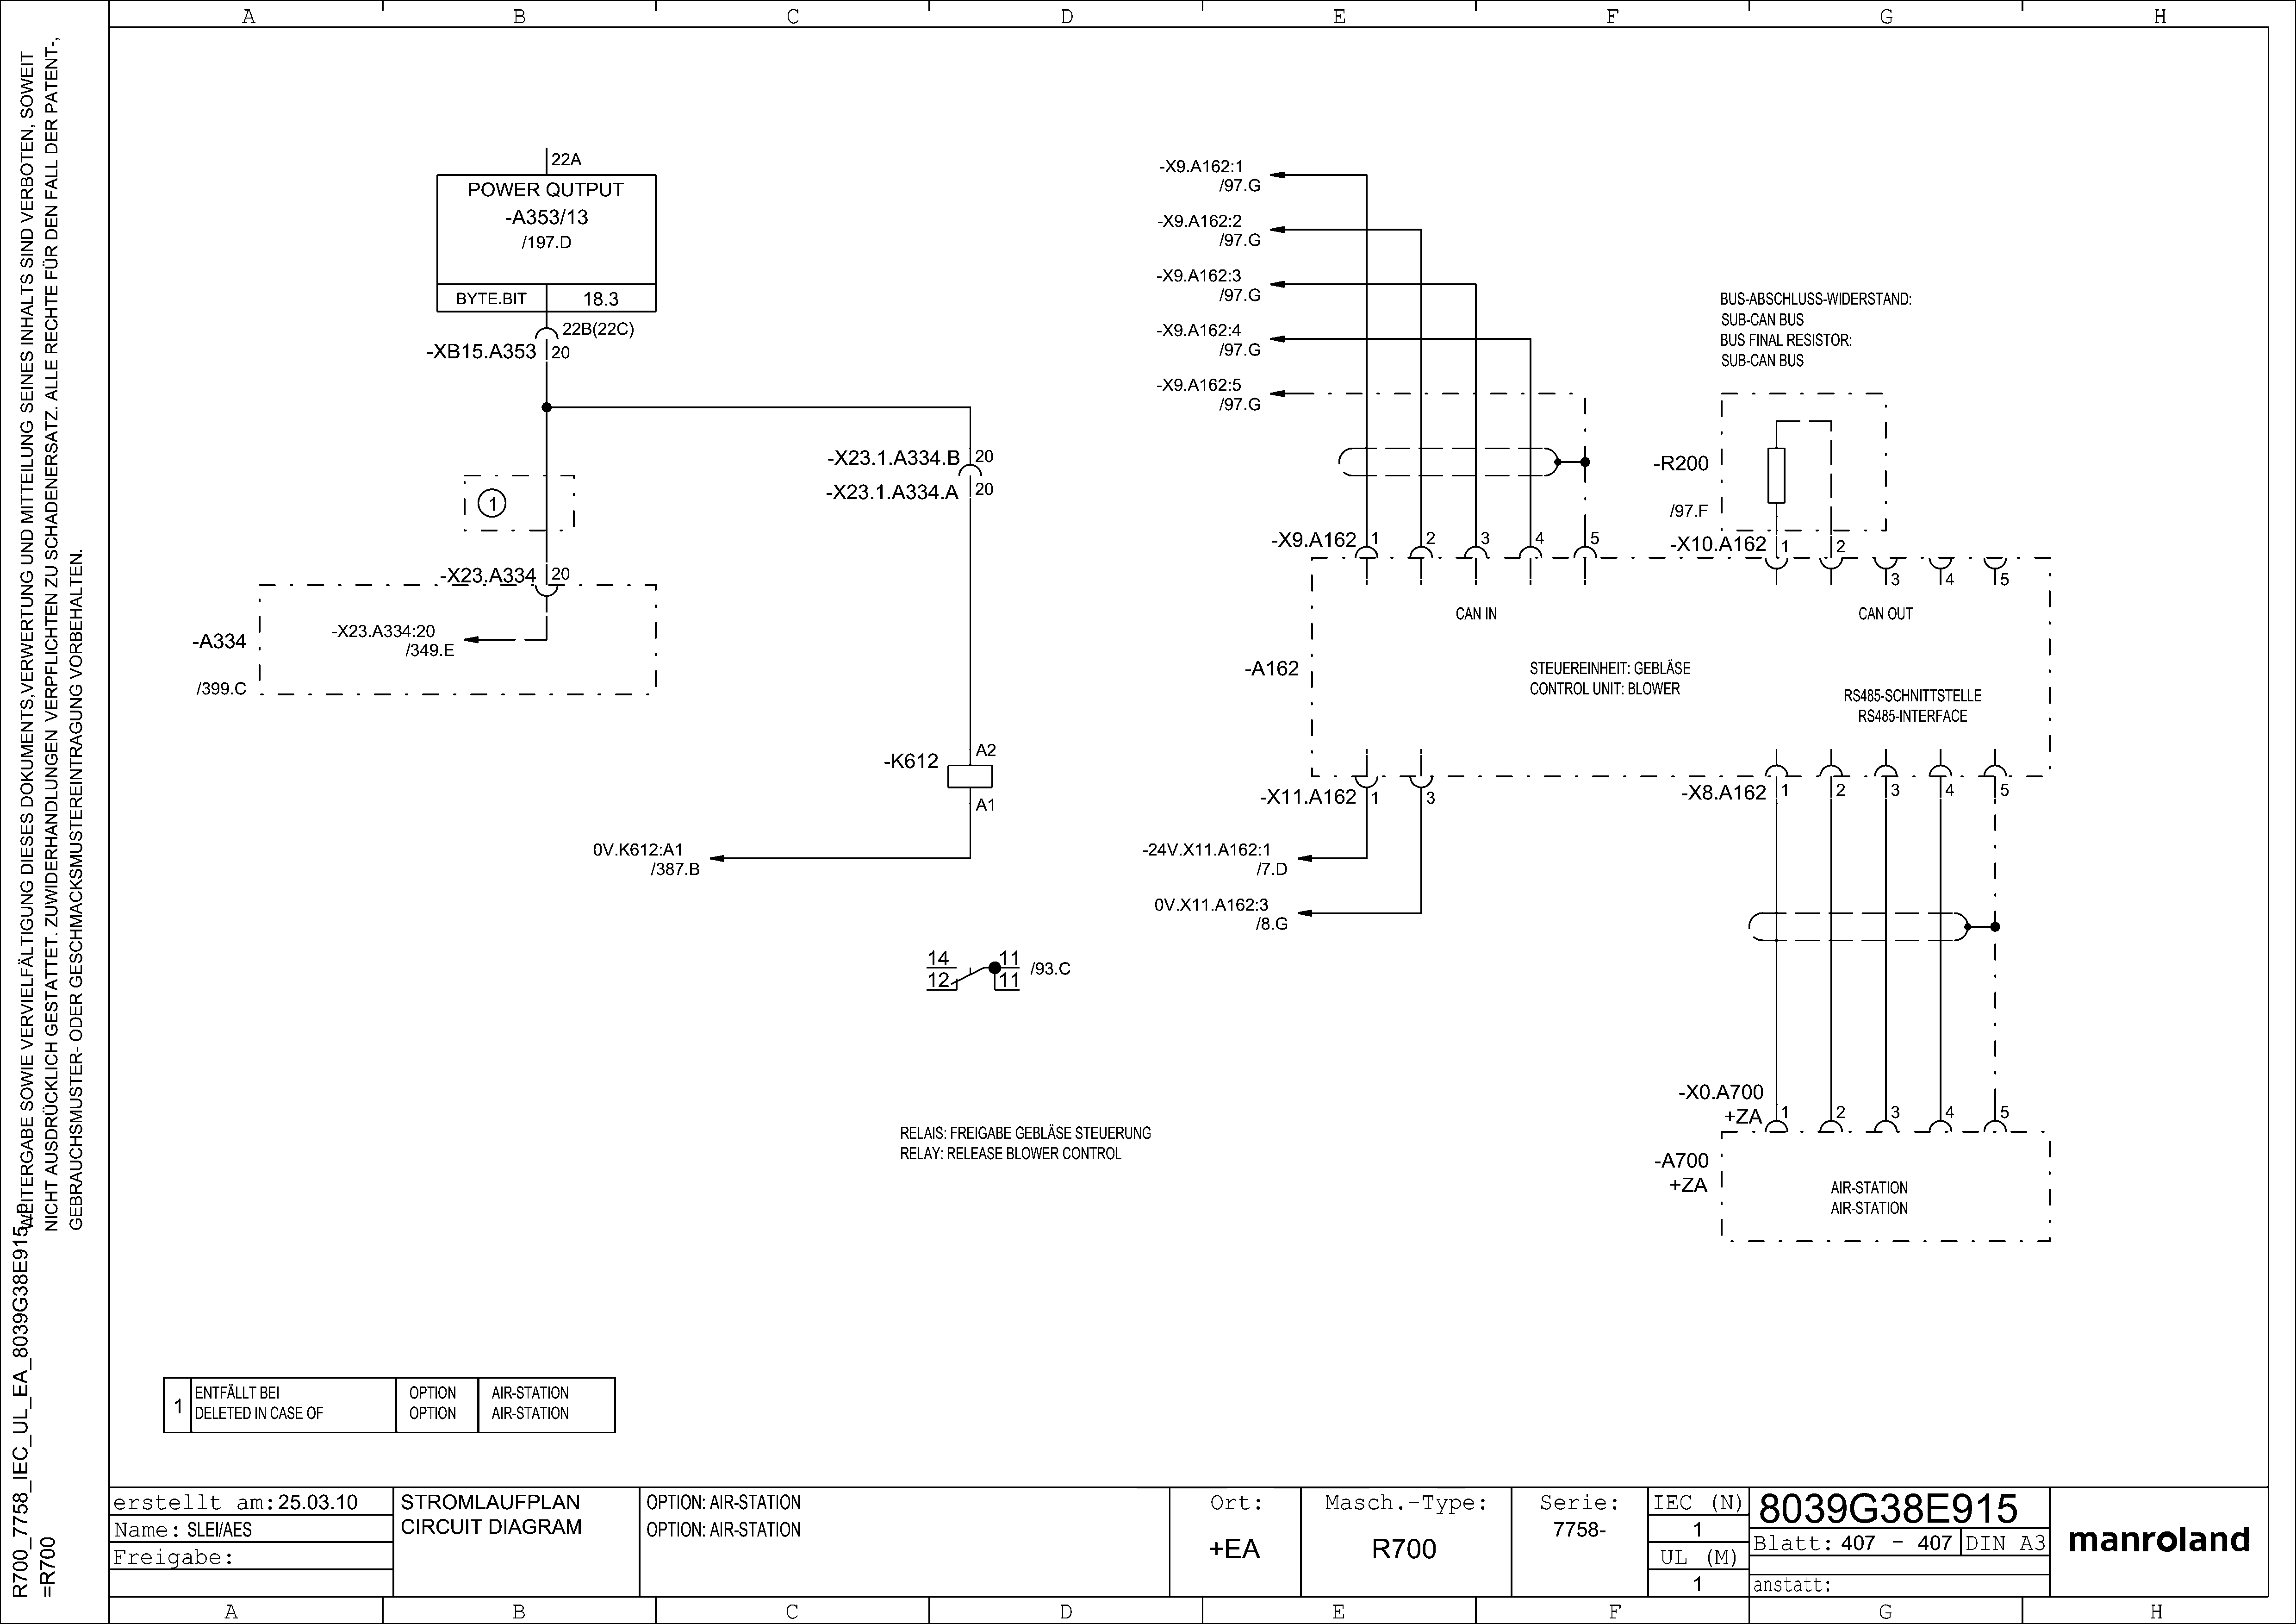 A B C D E F G H
WEITERGABE SOWIE VERVIELFÄLTIGUNG DIESES DOKUMENTS,VERWERTUNG UND MITTEILUNG SEINES INHALTS SIND VERBOTEN, SOWEIT
NICHT AUSDRÜCKLICH GESTATTET. ZUWIDERHANDLUNGEN VERPFLICHTEN ZU SCHADENERSATZ. ALLE RECHTE FÜR DEN FALL DER PATENT-,
GEBRAUCHSMUSTER- ODER GESCHMACKSMUSTEREINTRAGUNG VORBEHALTEN.
R700_7758_IEC_UL_EA_8039G38E915_D
=R700
22A
POWER QUTPUT
-A353/13
/197.D
BYTE.BIT 18.3
22B(22C)
-XB15.A353 20
1
-X23.A334 20
-X23.A334:20
/349.E
-A334
/399.C
-X23.1.A334.B 20
-X23.1.A334.A 20
-K612
A2
A1
0V.K612:A1
/387.B
14 11 /93.C
12 11
RELAIS: FREIGABE GEBLÄSE STEUERUNG
RELAY: RELEASE BLOWER CONTROL
-X9.A162:1
/97.G
-X9.A162:2
/97.G
-X9.A162:3
/97.G
-X9.A162:4
/97.G
-X9.A162:5
/97.G
BUS-ABSCHLUSS-WIDERSTAND:
SUB-CAN BUS
BUS FINAL RESISTOR:
SUB-CAN BUS
-R200
/97.F
-X9.A162 1 2 3 4 5
-X10.A162 1 2
3 4 5
CAN IN
CAN OUT
-A162
STEUEREINHEIT: GEBLÄSE
CONTROL UNIT: BLOWER
RS485-SCHNITTSTELLE
RS485-INTERFACE
-X11.A162 1 3
-X8.A162 1 2 3 4 5
-24V.X11.A162:1
/7.D
0V.X11.A162:3
/8.G
-X0.A700
+ZA 1 2 3 4 5
-A700
+ZA
AIR-STATION
AIR-STATION
1
ENTFÄLLT BEI OPTION AIR-STATION
DELETED IN CASE OF OPTION AIR-STATION
erstellt am: 25.03.10
Name: SLEI/AES
Freigabe:
STROMLAUFPLAN
CIRCUIT DIAGRAM
OPTION: AIR-STATION
OPTION: AIR-STATION
Ort:
+EA
Masch.-Type:
R700
Serie:
7758-
IEC (N)
1
UL (M)
1
8039G38E915
Blatt: 407 - 407 DIN A3
anstatt:
manroland
A B C D E F G H